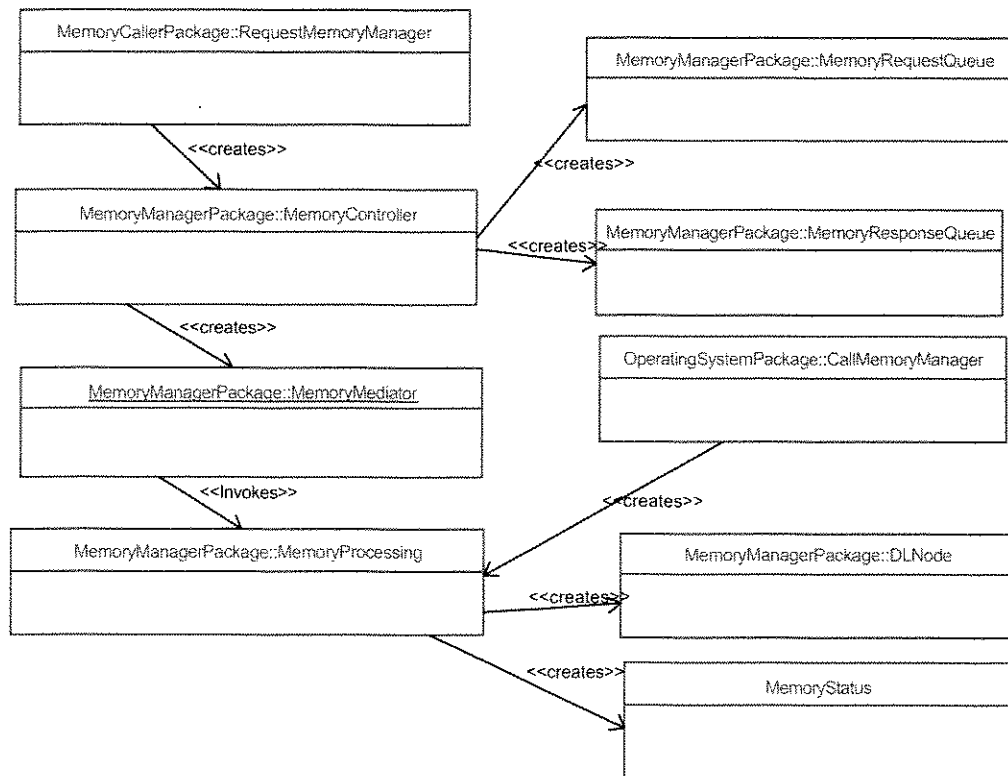 MemoryCallerPackage::RequestMemoryManager
MemoryManagerPackage::MemoryRequestQueue
<<creates>>
<<creates>>
MemoryManagerPackage::MemoryController
MemoryManagerPackage::MemoryResponseQueue
<<creates>>
<<creates>>
OperatingSystemPackage::CallMemoryManager
MemoryManagerPackage::MemoryMediator
<<Invokes>>
<<creates>>
MemoryManagerPackage::MemoryProcessing
MemoryManagerPackage::DLNode
<<creates>>
<<creates>>
MemoryStatus